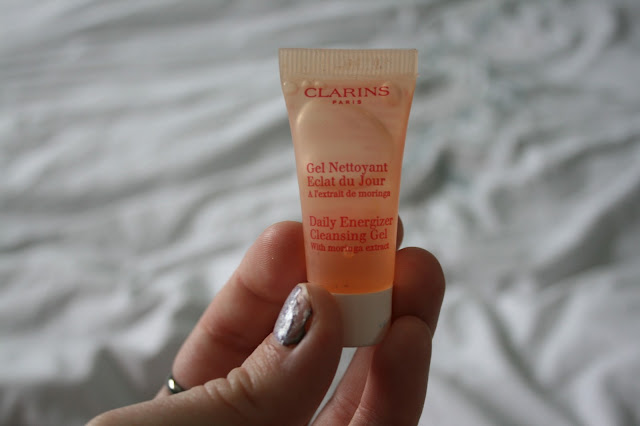 CLARINS
PARIS
Gel Nettoyant
Eclat du Jour
A l'extrait de moringa
Daily Energizer
Cleansing Gel
With moringa extract